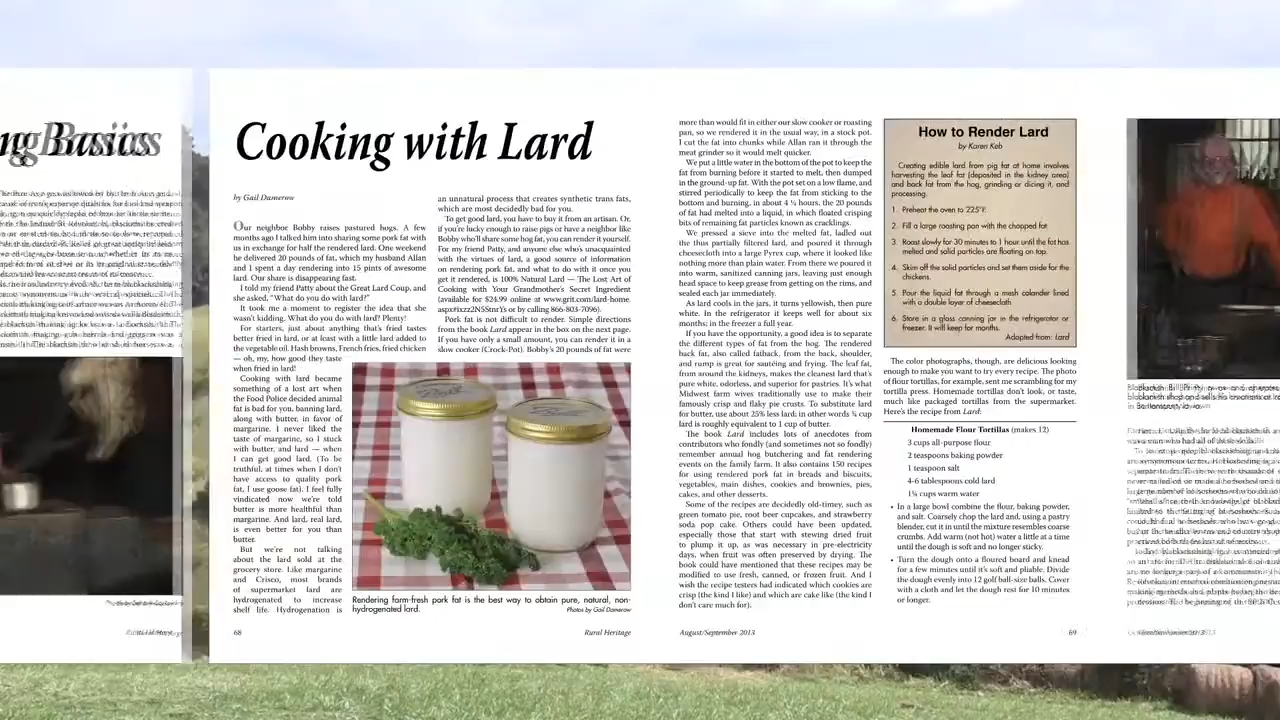 Cooking with Lard
by Gail Damerow
Our neighbor Bobby raises pastured hogs. A few
months ago I talked him into sharing some pork fat with
us in exchange for half the rendered lard. One weekend
he delivered 20 pounds of fat, which my husband Allan
and I spent a day rendering into 15 pints of awesome
lard. Our share is disappearing fast.
I told my friend Patty about the Great Lard Coup, and
she asked, "What do you do with lard?"
It took me a moment to register the idea that she
wasn't kidding. What do you do with lard? Plenty!
For starters, just about anything that's fried tastes
better fried in lard, or at least with a little lard added to
the vegetable oil. Hash browns, French fries, fried chicken
— oh, my, how good they taste
when fried in lard!
Cooking with lard became
something of a lost art when
the Food Police decided animal
fat is bad for you, banning lard,
along with butter, in favor of
margarine. I never liked the
taste of margarine, so I stuck
with butter, and lard — when
I can get good lard. (To be
truthful, at times when I don't
have access to quality pork
fat, I use goose fat). I feel fully
vindicated now we're told
butter is more healthful than
margarine. And lard, real lard,
is even better for you than
butter.
But we're not talking
about the lard sold at the
grocery store. Like margarine
and Crisco, most brands
of supermarket lard are
hydrogenated to increase
shelf life. Hydrogenation is
an unnatural process that creates synthetic trans fats,
which are most decidedly bad for you.
To get good lard, you have to buy it from an artisan. Or,
if you're lucky enough to raise pigs or have a neighbor like
Bobby who'll share some hog fat, you can render it yourself.
For my friend Patty, and anyone else who's unacquainted
with the virtues of lard, a good source of information
on rendering pork fat, and what to do with it once you
get it rendered, is 100% Natural Lard — The Lost Art of
Cooking with Your Grandmother's Secret Ingredient
(available for $24.99 online at www.grit.com/lard-home.
aspx#ixzz2NSStnrYs or by calling 866-803-7096).
Pork fat is not difficult to render. Simple directions
from the book Lard appear in the box on the next page.
If you have only a small amount, you can render it in a
slow cooker (Crock-Pot). Bobby's 20 pounds of fat were
Rendering farm-fresh pork fat is the best way to obtain pure, natural, non-
hydrogenated lard.
Photos by Gail Damerow
68
Rural Heritage
more than would fit in either our slow cooker or roasting
pan, so we rendered it in the usual way, in a stock pot.
I cut the fat into chunks while Allan ran it through the
meat grinder so it would melt quicker.
We put a little water in the bottom of the pot to keep the
fat from burning before it started to melt, then dumped
in the ground-up fat. With the pot set on a low flame, and
stirred periodically to keep the fat from sticking to the
bottom and burning, in about 4 ½ hours, the 20 pounds
of fat had melted into a liquid, in which floated crisping
bits of remaining fat particles known as cracklings.
We pressed a sieve into the melted fat, ladled out
the thus partially filtered lard, and poured it through
cheesecloth into a large Pyrex cup, where it looked like
nothing more than plain water. From there we poured it
into warm, sanitized canning jars, leaving just enough
head space to keep grease from getting on the rims, and
sealed each jar immediately.
As lard cools in the jars, it turns yellowish, then pure
white. In the refrigerator it keeps well for about six
months; in the freezer a full year.
If you have the opportunity, a good idea is to separate
the different types of fat from the hog. The rendered
back fat, also called fatback, from the back, shoulder,
and rump is great for sautéing and frying. The leaf fat,
from around the kidneys, makes the cleanest lard that's
pure white, odorless, and superior for pastries. It's what
Midwest farm wives traditionally use to make their
famously crisp and flaky pie crusts. To substitute lard
for butter, use about 25% less lard; in other words ¾ cup
lard is roughly equivalent to 1 cup of butter.
The book Lard includes lots of anecdotes from
contributors who fondly (and sometimes not so fondly)
remember annual hog butchering and fat rendering
events on the family farm. It also contains 150 recipes
for using rendered pork fat in breads and biscuits,
vegetables, main dishes, cookies and brownies, pies,
cakes, and other desserts.
Some of the recipes are decidedly old-timey, such as
green tomato pie, root beer cupcakes, and strawberry
soda pop cake. Others could have been updated,
especially those that start with stewing dried fruit
to plump it up, as was necessary in pre-electricity
days, when fruit was often preserved by drying. The
book could have mentioned that these recipes may be
modified to use fresh, canned, or frozen fruit. And I
wish the recipe testers had indicated which cookies are
crisp (the kind I like) and which are cake like (the kind I
don't care much for).
How to Render Lard
by Karen Keb
Creating edible lard from pig fat at home involves
harvesting the leaf fat (deposited in the kidney area)
and back fat from the hog, grinding or dicing it, and
processing.
1. Preheat the oven to 225°F.
2. Fill a large roasting pan with the chopped fat.
3. Roast slowly for 30 minutes to 1 hour until the fat has
melted and solid particles are floating on top.
4. Skim off the solid particles and set them aside for the
chickens.
5. Pour the liquid fat through a mesh colander lined
with a double layer of cheesecloth.
6. Store in a glass canning jar in the refrigerator or
freezer. It will keep for months.
Adapted from: Lard
The color photographs, though, are delicious looking
enough to make you want to try every recipe. The photo
of flour tortillas, for example, sent me scrambling for my
tortilla press. Homemade tortillas don't look, or taste,
much like packaged tortillas from the supermarket.
Here's the recipe from Lard:
Homemade Flour Tortillas (makes 12)
3 cups all-purpose flour
2 teaspoons baking powder
1 teaspoon salt
4-6 tablespoons cold lard
1¼ cups warm water
• In a large bowl combine the flour, baking powder,
and salt. Coarsely chop the lard and, using a pastry
blender, cut it in until the mixture resembles coarse
crumbs. Add warm (not hot) water a little at a time
until the dough is soft and no longer sticky.
• Turn the dough onto a floured board and knead
for a few minutes until it's soft and pliable. Divide
the dough evenly into 12 golf ball-size balls. Cover
with a cloth and let the dough rest for 10 minutes
or longer.
August/September 2013
69